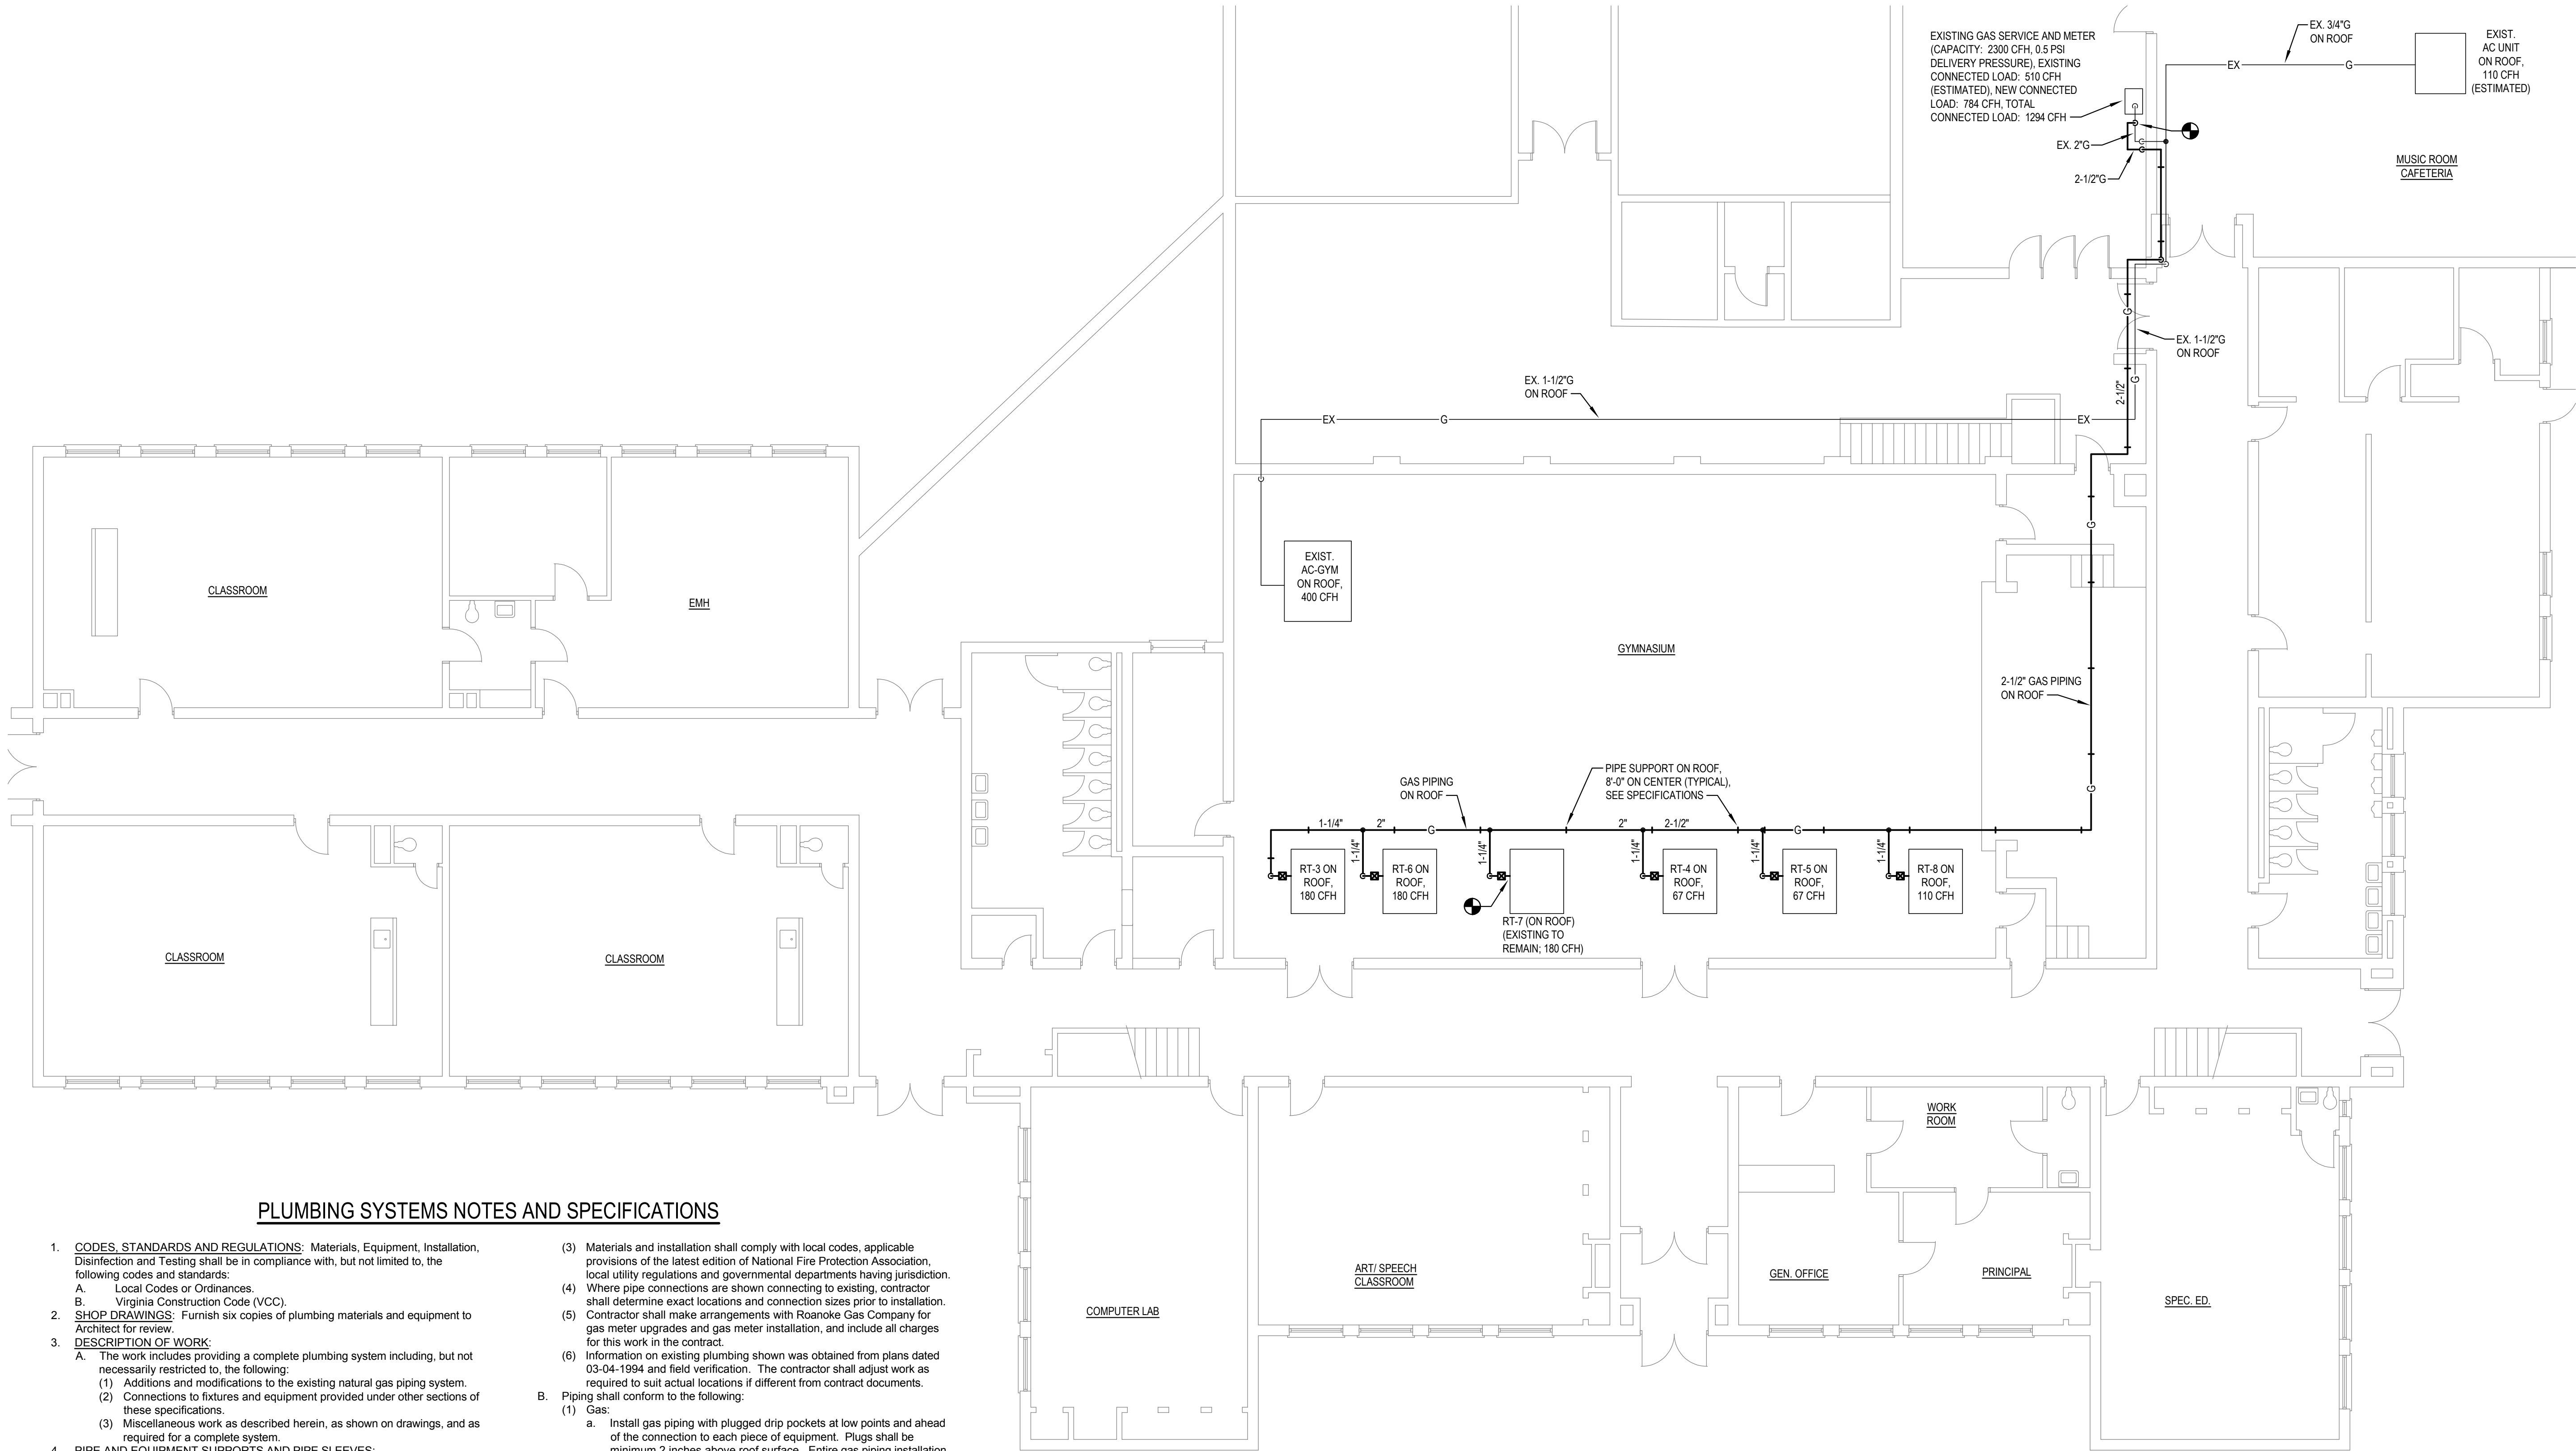 EXISTING GAS SERVICE AND METER
(CAPACITY: 2300 CFH, 0.5 PSI
DELIVERY PRESSURE), EXISTING
CONNECTED LOAD: 510 CFH
(ESTIMATED), NEW CONNECTED
LOAD: 784 CFH, TOTAL
CONNECTED LOAD: 1294 CFH
EX. 3/4"G
ON ROOF
EX
G
EXIST.
AC UNIT
ON ROOF,
110 CFH
(ESTIMATED)
EX. 2"G
2-1/2"G
MUSIC ROOM
CAFETERIA
G
EX. 1-1/2"G
ON ROOF
G
2-1/2"
EX. 1-1/2"G
ON ROOF
EX
G
EX
G
CLASSROOM
EMH
EXIST.
AC-GYM
ON ROOF,
400 CFH
GYMNASIUM
2-1/2" GAS PIPING
ON ROOF
G
GAS PIPING
ON ROOF
PIPE SUPPORT ON ROOF,
8'-0" ON CENTER (TYPICAL),
SEE SPECIFICATIONS
1-1/4"
2"
G
2"
2-1/2"
G
1-1/4"
1-1/4"
1-1/4"
1-1/4"
1-1/4"
RT-3 ON
ROOF,
180 CFH
RT-6 ON
ROOF,
180 CFH
RT-7 (ON ROOF)
(EXISTING TO
REMAIN; 180 CFH)
RT-4 ON
ROOF,
67 CFH
RT-5 ON
ROOF,
67 CFH
RT-8 ON
ROOF,
110 CFH
CLASSROOM
CLASSROOM
WORK
ROOM
COMPUTER LAB
ART/ SPEECH
CLASSROOM
GEN. OFFICE
PRINCIPAL
SPEC. ED.
PLUMBING SYSTEMS NOTES AND SPECIFICATIONS
1. CODES, STANDARDS AND REGULATIONS: Materials, Equipment, Installation,
Disinfection and Testing shall be in compliance with, but not limited to, the
following codes and standards:
A. Local Codes or Ordinances.
B. Virginia Construction Code (VCC).
2. SHOP DRAWINGS: Furnish six copies of plumbing materials and equipment to
Architect for review.
3. DESCRIPTION OF WORK:
A. The work includes providing a complete plumbing system including, but not
necessarily restricted to, the following:
(1) Additions and modifications to the existing natural gas piping system.
(2) Connections to fixtures and equipment provided under other sections of
these specifications.
(3) Miscellaneous work as described herein, as shown on drawings, and as
required for a complete system.
4. PIPE AND EQUIPMENT SUPPORTS AND PIPE SLEEVES:
(3) Materials and installation shall comply with local codes, applicable
provisions of the latest edition of National Fire Protection Association,
local utility regulations and governmental departments having jurisdiction.
(4) Where pipe connections are shown connecting to existing, contractor
shall determine exact locations and connection sizes prior to installation.
(5) Contractor shall make arrangements with Roanoke Gas Company for
gas meter upgrades and gas meter installation, and include all charges
for this work in the contract.
(6) Information on existing plumbing shown was obtained from plans dated
03-04-1994 and field verification. The contractor shall adjust work as
required to suit actual locations if different from contract documents.
B. Piping shall conform to the following:
(1) Gas:
a. Install gas piping with plugged drip pockets at low points and ahead
of the connection to each piece of equipment. Plugs shall be
minimum 2 inches above roof surface. Entire gas piping installation